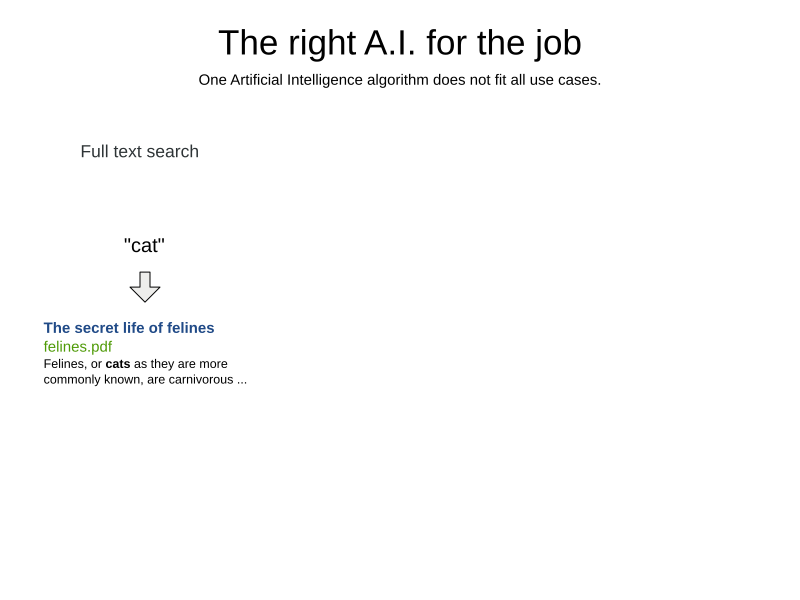 The right A.I. for the job
One Artificial Intelligence algorithm does not fit all use cases.
Full text search
"cat"
The secret life of felines
felines.pdf
Felines, or cats as they are more
commonly known, are carnivorous ...